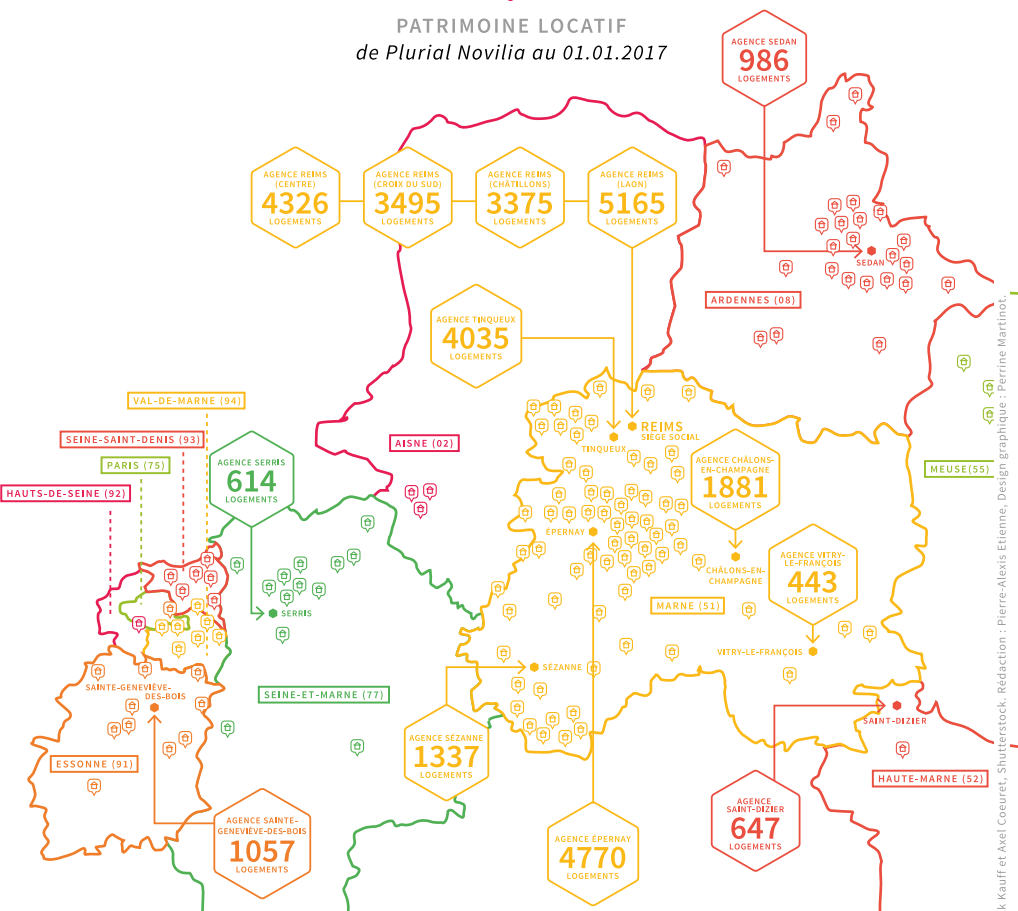 PATRIMOINE LOCATIF
de Plurial Novilia au 01.01.2017
AGENCE SEDAN
986
LOGEMENTS
AGENCE REIMS
(CENTRE)
4326
LOGEMENTS
AGENCE REIMS
(CROIX DU SUD)
3495
LOGEMENTS
AGENCE REIMS
(CHÂTILLONS)
3375
LOGEMENTS
AGENCE REIMS
(LAON)
5165
LOGEMENTS
SEDAN
ARDENNES (08)
AGENCE TINQUEUX
4035
LOGEMENTS
VAL-DE-MARNE (94)
SEINE-SAINT-DENIS (93)
PARIS (75)
HAUTS-DE-SEINE (92)
AGENCE SERRIS
614
LOGEMENTS
AISNE (02)
REIMS
SIÈGE SOCIAL
TINQUEUX
AGENCE CHÂLONS-
EN-CHAMPAGNE
1881
LOGEMENTS
MEUSE(55)
ÉPERNAY
CHÂLONS-EN-
CHAMPAGNE
AGENCE VITRY-
LE-FRANÇOIS
443
LOGEMENTS
MARNE (51)
SERRIS
VITRY-LE-FRANÇOIS
SÉZANNE
SAINTE-GENEVIÈVE-
DES-BOIS
SEINE-ET-MARNE (77)
SAINT-DIZIER
ESSONNE (91)
AGENCE SÉZANNE
1337
LOGEMENTS
HAUTE-MARNE (52)
AGENCE SAINTE-
GENEVIÈVE-DES-BOIS
1057
LOGEMENTS
AGENCE ÉPERNAY
4770
LOGEMENTS
AGENCE
SAINT-DIZIER
647
LOGEMENTS
k Kauff et Axel Coeuret, Shutterstock. Rédaction : Pierre-Alexis Etienne, Design graphique : Perrine Martinot.